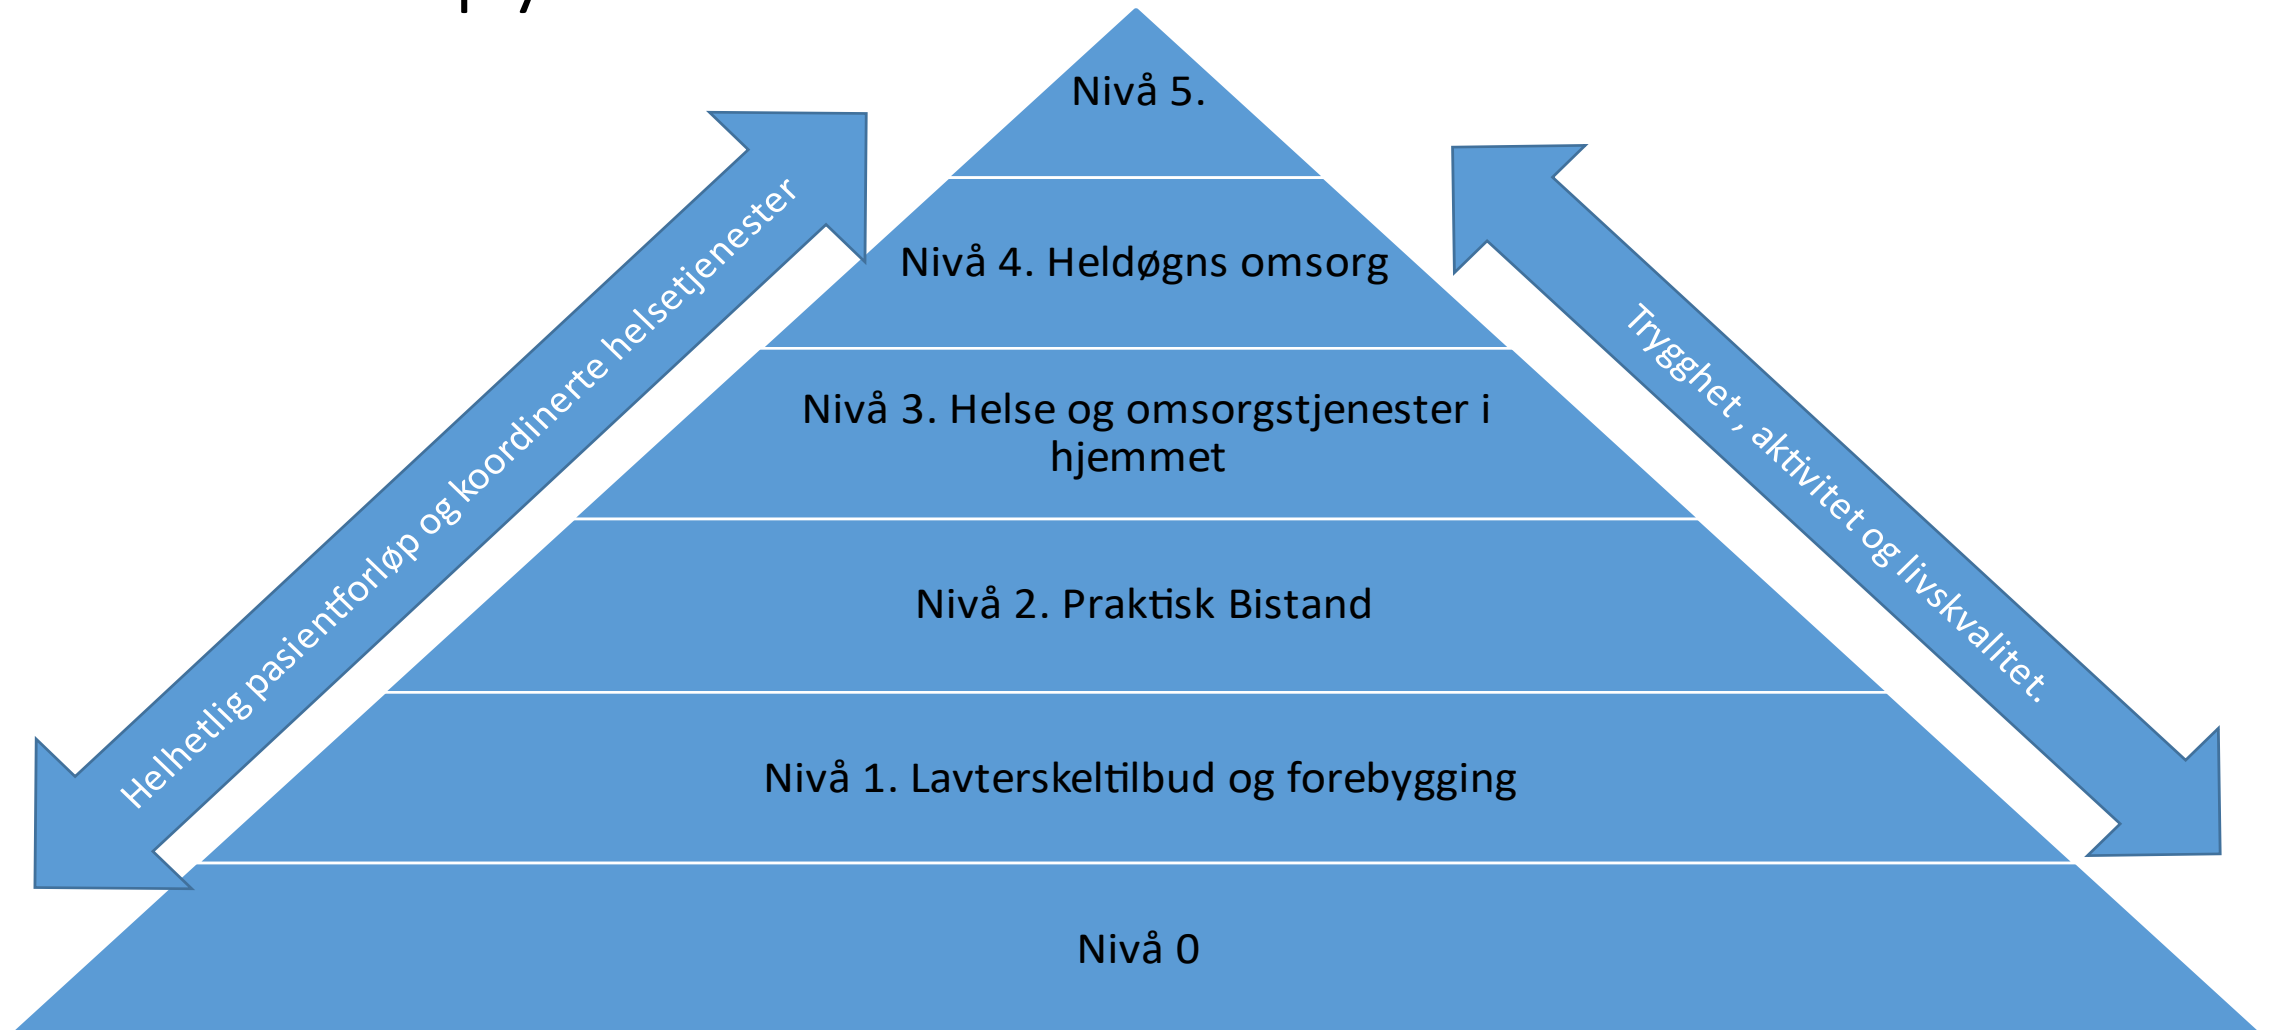 Nivå 5.
Nivå 4. Heldøgns omsorg
Nivå 3. Helse og omsorgstjenester i
hjemmet
Nivå 2. Praktisk Bistand
Nivå 1. Lavterskeltilbud og forebygging
Nivå 0
Helhetlig pasientforløp og koordinerte helsetjenester
Trygghet , aktivitet og livskvalitet.